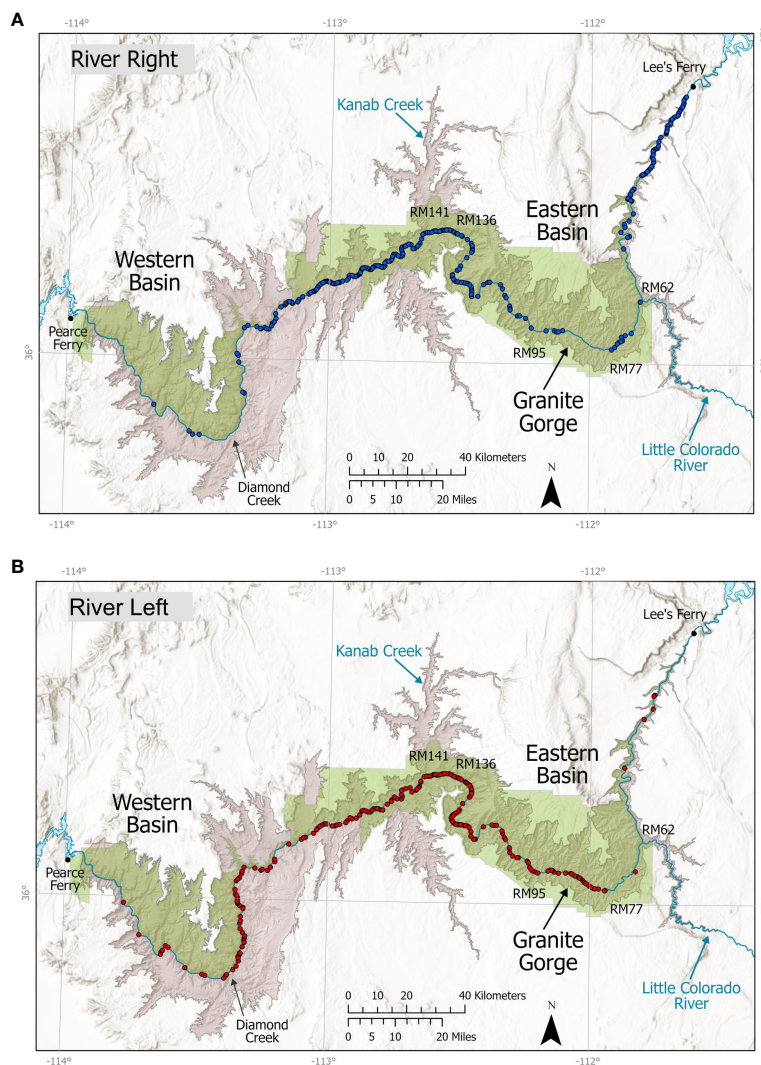 A
-114°
-113°
-112°
River Right
Lee's Ferry
Kanab Creek
RM141
RM136
Eastern
Basin
Western
Basin
RM62
Pearce
Ferry
36°
RM95
RM77
Granite
Gorge
Little Colorado
River
Diamond
Creek
0 10 20 40 Kilometers
0 5 10 20 Miles
N
-114°
-113°
-112°
B
-114°
-113°
-112°
River Left
Lee's Ferry
Kanab Creek
RM141
RM136
Eastern
Basin
Western
Basin
RM62
Pearce
Ferry
36°
RM95
RM77
Granite
Gorge
Little Colorado
River
Diamond
Creek
0 10 20 40 Kilometers
0 5 10 20 Miles
N
-114°
-113°
-112°